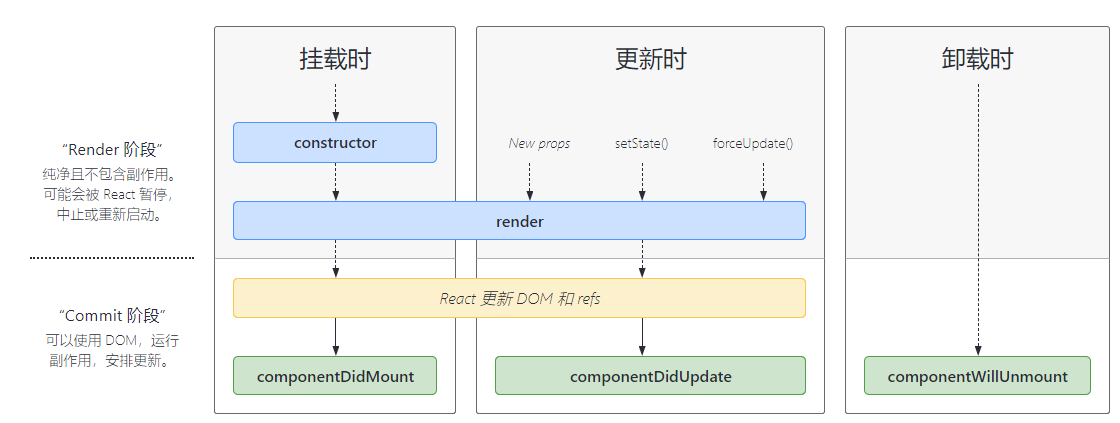 挂载时
更新时
卸载时
“Render 阶段”
纯净且不包含副作用。
可能会被 React 暂停，
中止或重新启动。
constructor
New props
setState()
forceUpdate()
render
“Commit 阶段”
可以使用 DOM，运行
副作用，安排更新。
React 更新 DOM 和 refs
componentDidMount
componentDidUpdate
componentWillUnmount